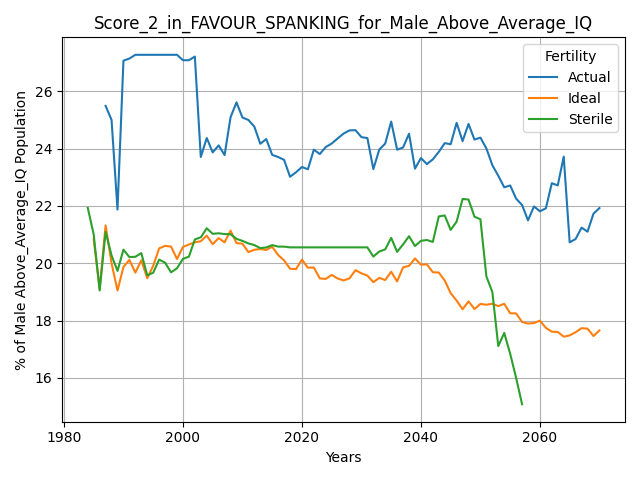 Score_2_in_FAVOUR_SPANKING_for_Male_Above_Average_IQ
Fertility
Actual
Ideal
Sterile
% of Male Above_Average_IQ Population
26
24
22
20
18
16
1980
2000
2020
2040
2060
Years